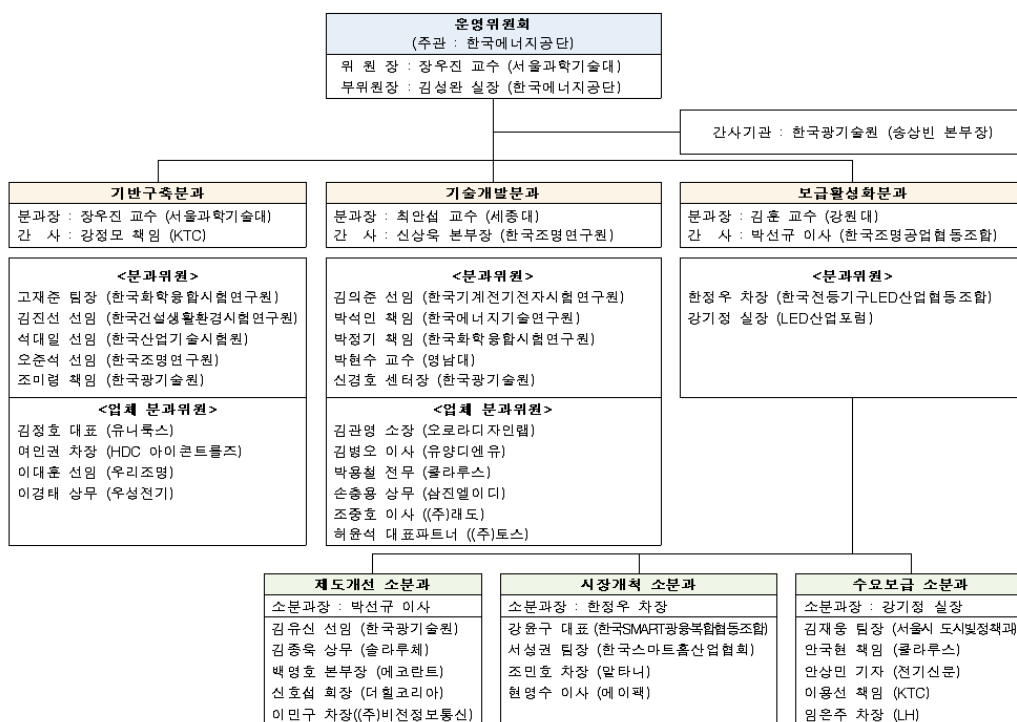 운영위원회
(주관 : 한국에너지공단)
위 원 장 : 장우진 교수 (서울과학기술대)
부위원장 : 김성완 실장 (한국에너지공단)
간사기관 : 한국광기술원 (송상빈 본부장)
기반구축분과
분과장 : 장우진 교수 (서울과학기술대)
간 사 : 강정모 책임 (KTC)
<분과위원>
고재준 팀장 (한국화학융합시험연구원)
김진선 선임 (한국건설생활환경시험연구원)
석대일 선임 (한국산업기술시험원)
오준석 선임 (한국조명연구원)
조미령 책임 (한국광기술원)
<업체 분과위원>
김정호 대표 (유니룩스)
여인권 차장 (HDC 아이콘트롤즈)
이대훈 선임 (우리조명)
이경태 상무 (우성전기)
기술개발분과
분과장 : 최안섭 교수 (세종대)
간 사 : 신상욱 본부장 (한국조명연구원)
<분과위원>
김의준 선임 (한국기계전기전자시험연구원)
박석인 책임 (한국에너지기술연구원)
박정기 책임 (한국화학융합시험연구원)
박현수 교수 (영남대)
신경호 센터장 (한국광기술원)
<업체 분과위원>
김관영 소장 (오로라디자인랩)
김병오 이사 (유양디엔유)
박용철 전무 (쿨라루스)
손충용 상무 (삼진엘이디)
조중호 이사 ((주)래도)
허윤석 대표파트너 ((주)토스)
보급활성화분과
분과장 : 김훈 교수 (강원대)
간 사 : 박선규 이사 (한국조명공업협동조합)
<분과위원>
한정우 차장 (한국전등기구LED산업협동조합)
강기정 실장 (LED산업포럼)
제도개선 소분과
소분과장 : 박선규 이사
김유신 선임 (한국광기술원)
김종욱 상무 (솔라루체)
백영호 본부장 (에코란트)
신호섭 회장 (더힐코리아)
이민구 차장((주)비전정보통신)
시장개척 소분과
소분과장 : 한정우 차장
강윤구 대표 (한국SMART광융복합협동조합)
서성권 팀장 (한국스마트홈산업협회)
조민호 차장 (맡타니)
현영수 이사 (에이팩)
수요보급 소분과
소분과장 : 강기정 실장
김재웅 팀장 (서울시 도시빛정책과)
안국현 책임 (쿨라루스)
안상민 기자 (전기신문)
이용선 책임 (KTC)
임온주 차장 (LH)